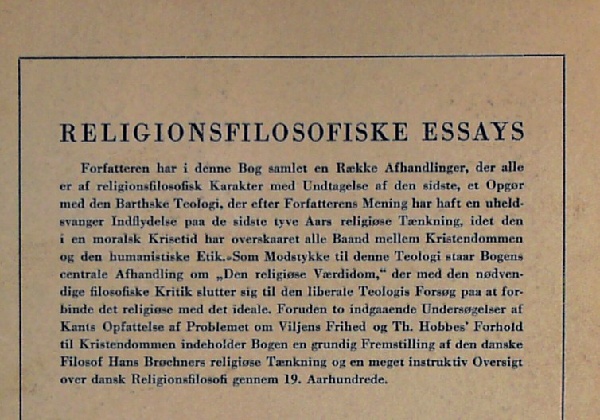 RELIGIONSFILOSOFISKE ESSAYS
Forfatteren har i denne Bog samlet en Række Afhandlinger, der alle
er af religionsfilosofisk Karakter med Undtagelse af den sidste, et Opgør
med den Barthske Teologi, der efter Forfatterens Mening har haft en uheld-
svanger Indflydelse paa de sidste tyve Aars religiøse Tænkning, idet den
i en moralsk Krisetid har overskaaret alle Baand mellem Kristendommen
og den humanistiske Etik. Som Modstykke til denne Teologi staar Bogens
centrale Afhandling om „Den religiøse Værdidom,“ der med den nødven-
dige filosofiske Kritik slutter sig til den liberale Teologis Forsøg paa at for-
binde det religiøse med det ideale. Foruden to indgaaende Undersøgelser af
Kants Opfattelse af Problemet om Viljens Frihed og Th. Hobbes' Forhold
til Kristendommen indeholder Bogen en grundig Fremstilling af den danske
Filosof Hans Brøchners religiøse Tænkning og en meget instruktiv Oversigt
over dansk Religionsfilosofi gennem 19. Aarhundrede.